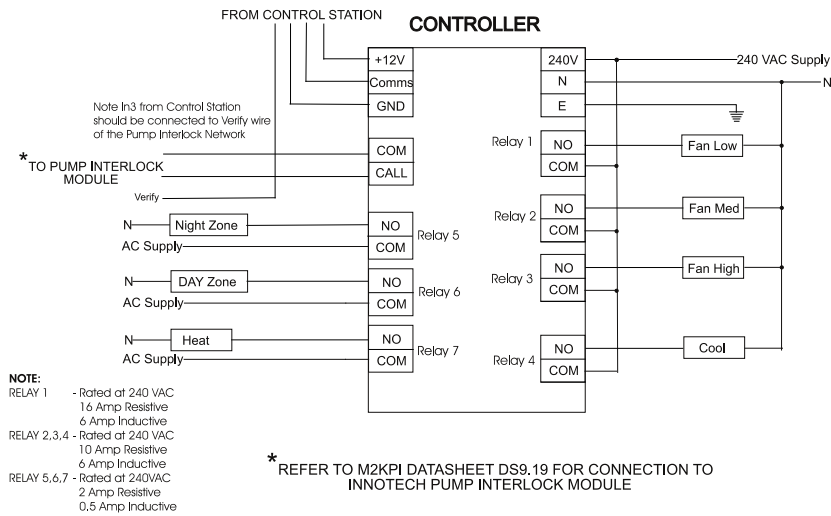 FROM CONTROL STATION
CONTROLLER
+12V
Comms
GND
240V
N
E
240 VAC Supply
N
Note In3 from Control Station
should be connected to Verify wire
of the Pump Interlock Network
*
TO PUMP INTERLOCK
MODULE
Verify
COM
CALL
Relay 1
NO
COM
Fan Low
N
Night Zone
AC Supply
NO
COM
Relay 5
Relay 2
NO
COM
Fan Med
N
DAY Zone
AC Supply
NO
COM
Relay 6
Relay 3
NO
COM
Fan High
N
Heat
AC Supply
NO
COM
Relay 7
Relay 4
NO
COM
Cool
NOTE:
RELAY 1 - Rated at 240 VAC
16 Amp Resistive
6 Amp Inductive
RELAY 2,3,4 - Rated at 240 VAC
10 Amp Resistive
6 Amp Inductive
RELAY 5,6,7 - Rated at 240VAC
2 Amp Resistive
0.5 Amp Inductive
* REFER TO M2KPI DATASHEET DS9.19 FOR CONNECTION TO
INNOTECH PUMP INTERLOCK MODULE